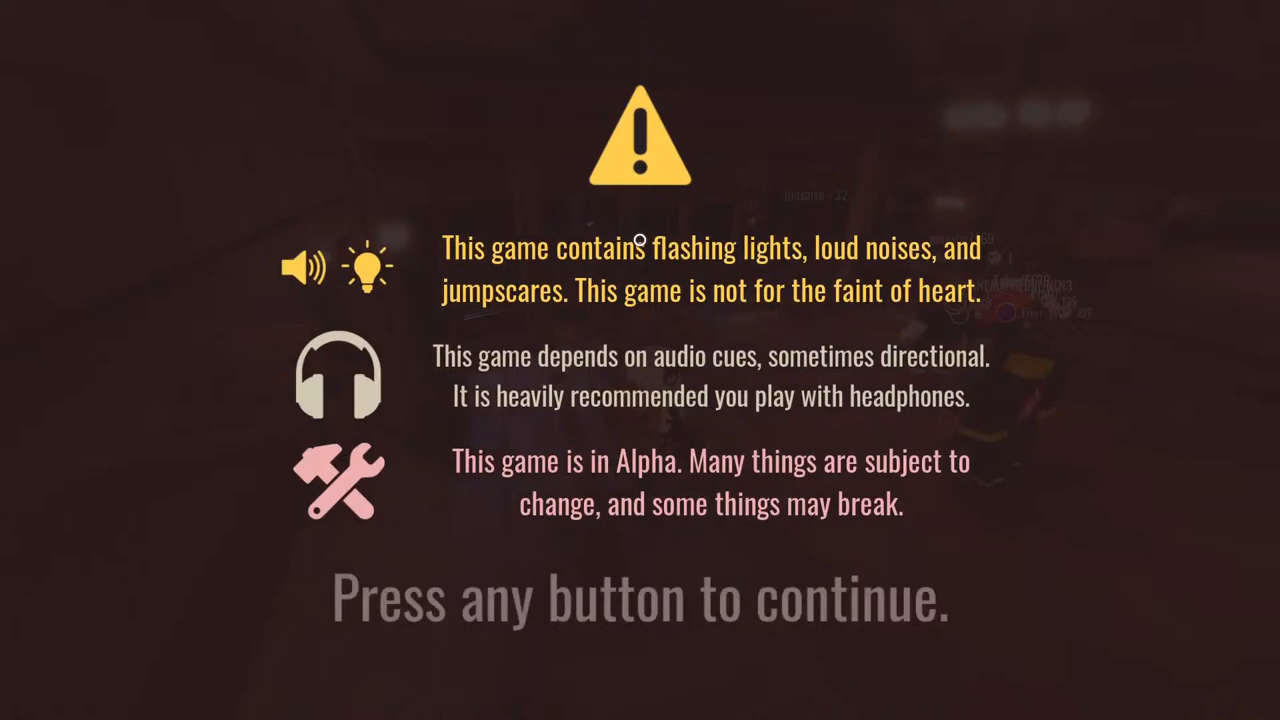 This game contains flashing lights, loud noises, and
jumpscares. This game is not for the faint of heart.
This game depends on audio cues, sometimes directional.
It is heavily recommended you play with headphones.
This game is in Alpha. Many things are subject to
change, and some things may break.
Press any button to continue.